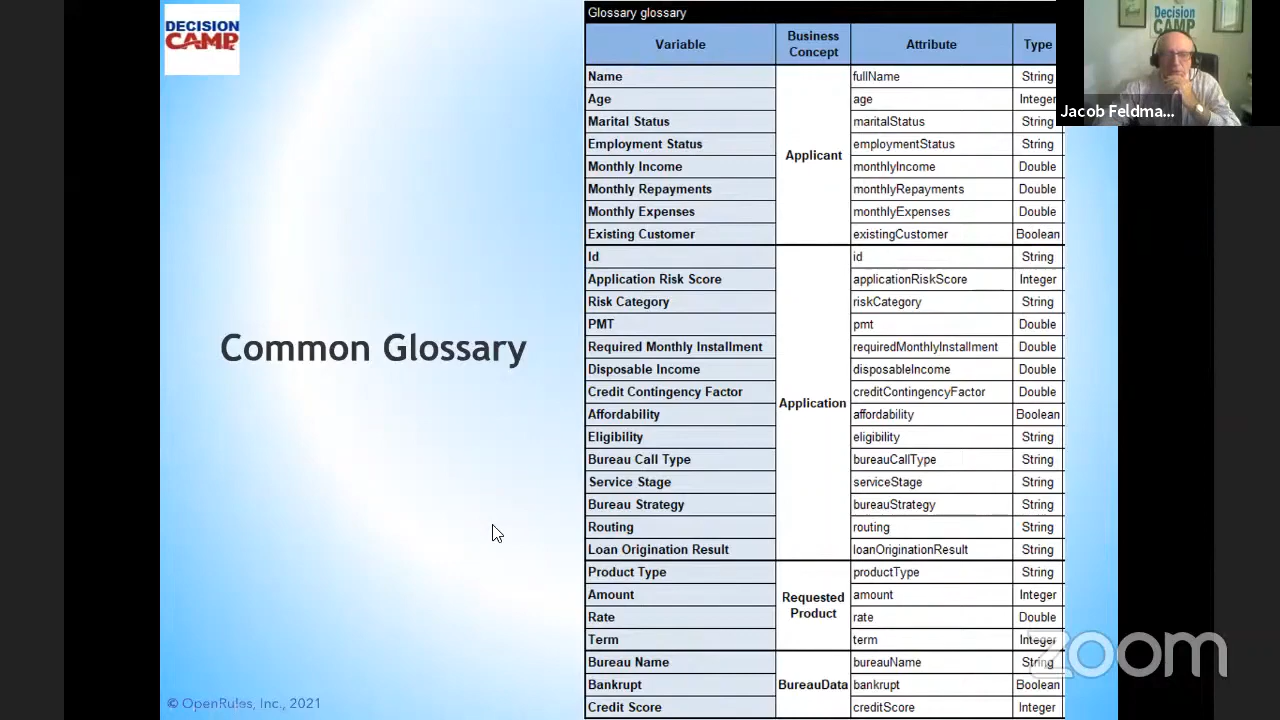 DECISION
CAMP
Common Glossary
© OpenRules, Inc., 2021
Glossary glossary
Variable Business Concept Attribute Type
Name Applicant fullName String
Age age Integer
Marital Status maritalStatus String
Employment Status employmentStatus String
Monthly Income monthlyIncome Double
Monthly Repayments monthlyRepayments Double
Monthly Expenses monthlyExpenses Double
Existing Customer existingCustomer Boolean
Id Application id String
Application Risk Score applicationRiskScore Integer
Risk Category riskCategory String
PMT pmt Double
Required Monthly Installment requiredMonthlyInstallment Double
Disposable Income disposableIncome Double
Credit Contingency Factor creditContingencyFactor Double
Affordability affordability Boolean
Eligibility eligibility String
Bureau Call Type bureauCallType String
Service Stage serviceStage String
Bureau Strategy bureauStrategy String
Routing routing String
Loan Origination Result loanOriginationResult String
Product Type Requested Product productType String
Amount amount Integer
Rate rate Double
Term term Integer
Bureau Name BureauData bureauName String
Bankrupt bankrupt Boolean
Credit Score creditScore Integer
Decision
CAMP
Jacob Feldma...
zoom